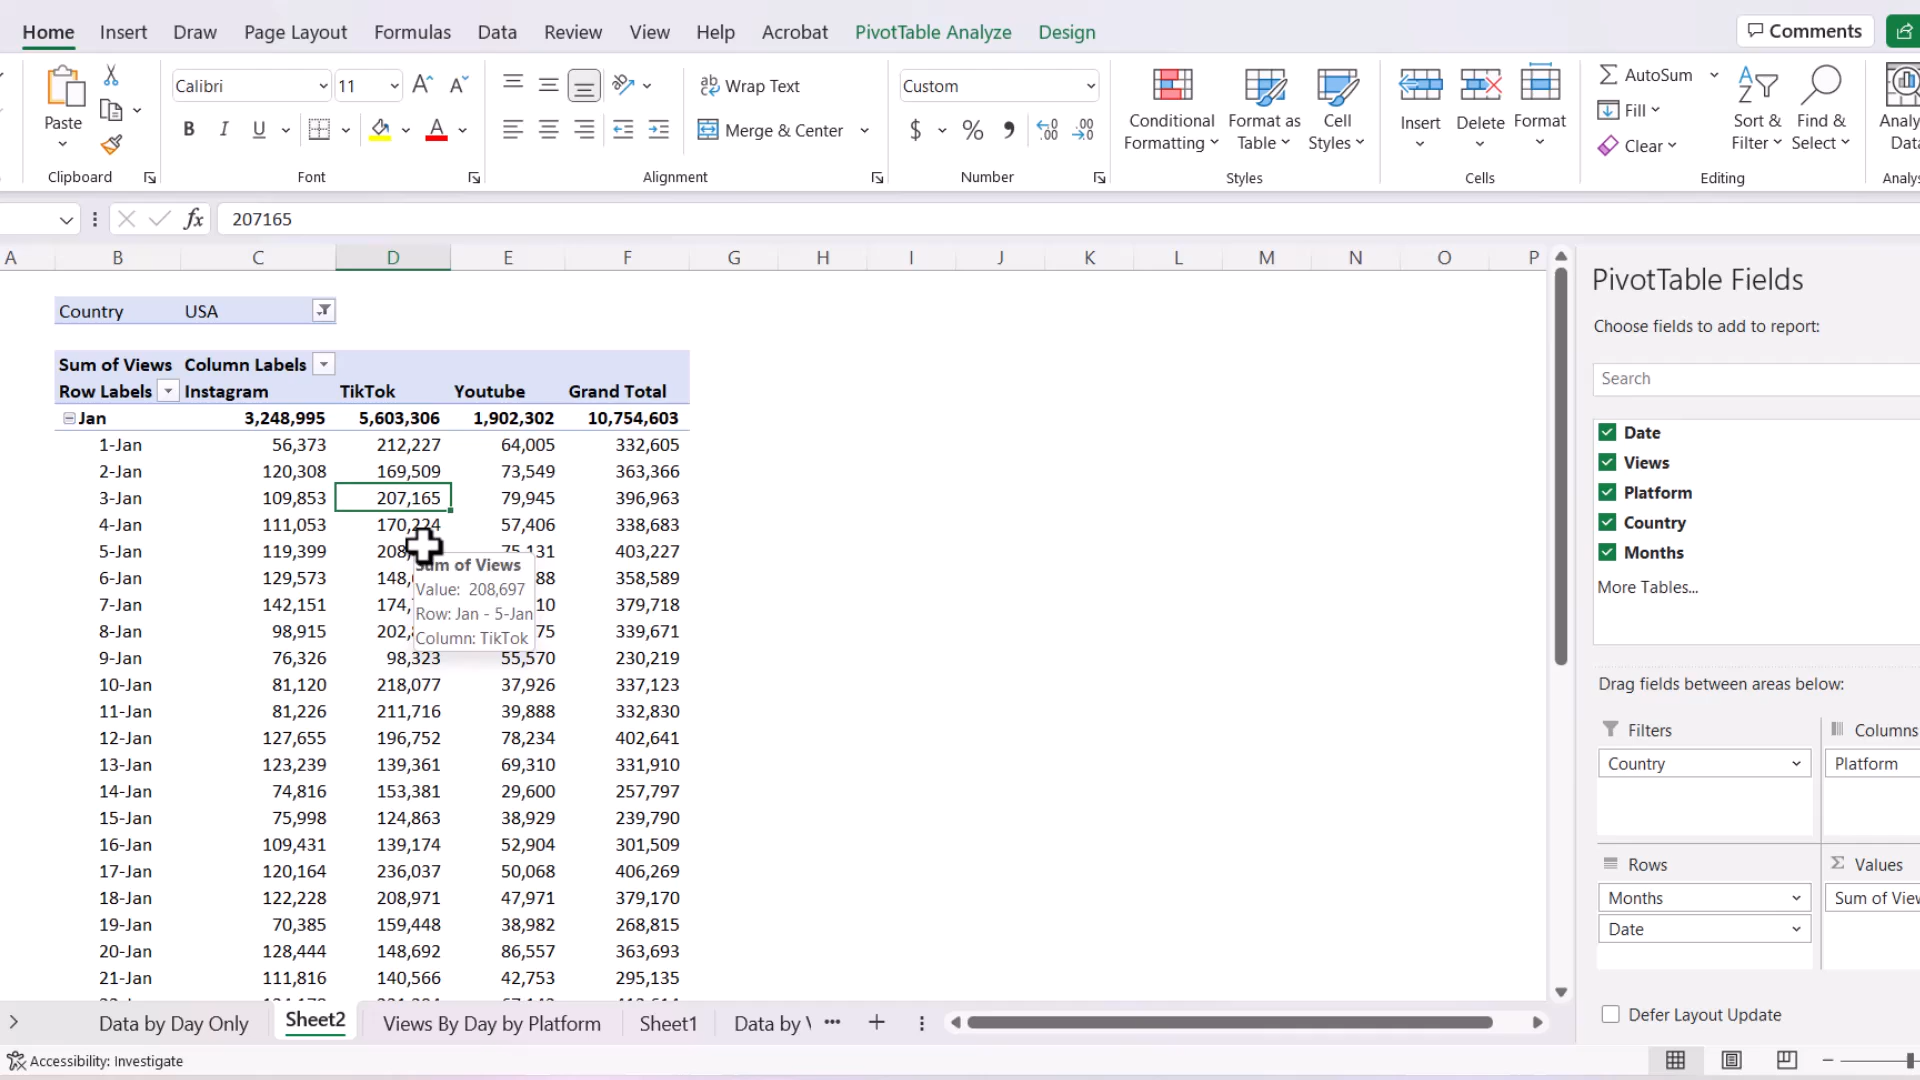 Home Insert Draw Page Layout Formulas Data Review View Help Acrobat PivotTable Analyze Design Comments
Calibri 11 Wrap Text Custom AutoSum
Paste Conditional Format as Cell Insert Delete Format Fill Sort & Find &
B I U Merge & Center $ % Formatting Table Styles Clear Filter Select
Clipboard Font Alignment Number Styles Cells Editing
fx 207165
A B C D E F G H I J K L M N O P
Country USA
Sum of Views Column Labels
Row Labels Instagram TikTok Youtube Grand Total
Jan 3,248,995 5,603,306 1,902,302 10,754,603
1-Jan 56,373 212,227 64,005 332,605
2-Jan 120,308 169,509 73,549 363,366
3-Jan 109,853 207,165 79,945 396,963
4-Jan 111,053 170,224 57,406 338,683
5-Jan 119,399 403,227
6-Jan 129,573 358,589
7-Jan 142,151 379,718
8-Jan 98,915 339,671
9-Jan 76,326 98,323 55,570 230,219
10-Jan 81,120 218,077 37,926 337,123
11-Jan 81,226 211,716 39,888 332,830
12-Jan 127,655 196,752 78,234 402,641
13-Jan 123,239 139,361 69,310 331,910
14-Jan 74,816 153,381 29,600 257,797
15-Jan 75,998 124,863 38,929 239,790
16-Jan 109,431 139,174 52,904 301,509
17-Jan 120,164 236,037 50,068 406,269
18-Jan 122,228 208,971 47,971 379,170
19-Jan 70,385 159,448 38,982 268,815
20-Jan 128,444 148,692 86,557 363,693
21-Jan 111,816 140,566 42,753 295,135
Sum of Views
Value: 208,697
Row: Jan - 5-Jan
Column: TikTok
PivotTable Fields
Choose fields to add to report:
Search
Date
Views
Platform
Country
Months
More Tables...
Drag fields between areas below:
Filters Columns
Country Platform
Rows Values
Months Sum of View
Date
Defer Layout Update
Data by Day Only Sheet2 Views By Day by Platform Sheet1 Data by
Accessibility: Investigate